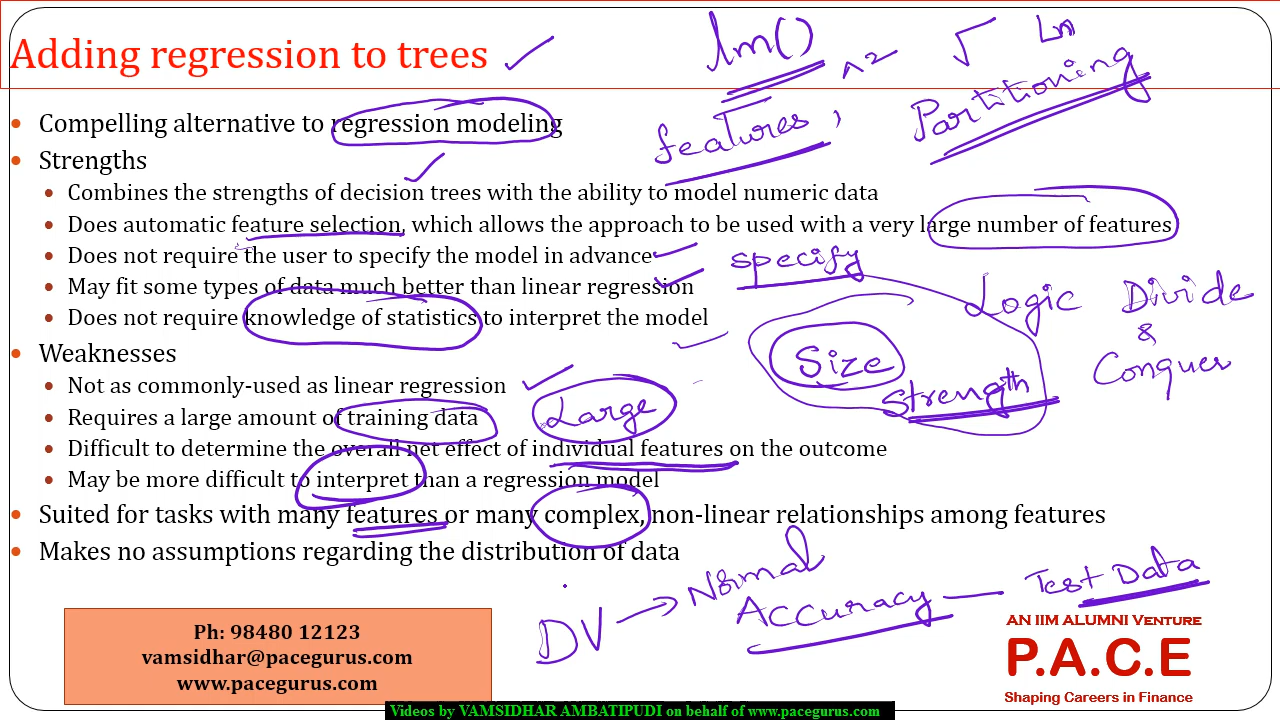 Adding regression to trees
lm()
^2
√
Ln
features,
Partitioning
• Compelling alternative to regression modeling
• Strengths
• Combines the strengths of decision trees with the ability to model numeric data
• Does automatic feature selection, which allows the approach to be used with a very large number of features
• Does not require the user to specify the model in advance
specify
• May fit some types of data much better than linear regression
• Does not require knowledge of statistics to interpret the model
Logic Divide
&
Conquer
Size
Strength
• Weaknesses
• Not as commonly-used as linear regression
• Requires a large amount of training data
Large
• Difficult to determine the overall net effect of individual features on the outcome
• May be more difficult to interpret than a regression model
• Suited for tasks with many features or many complex, non-linear relationships among features
• Makes no assumptions regarding the distribution of data
DV → Normal
Accuracy — Test Data
Ph: 98480 12123
vamsidhar@pacegurus.com
www.pacegurus.com
AN IIM ALUMNI VENTURE
P.A.C.E
Shaping Careers in Finance
Videos by VAMSIDHAR AMBATIPUDI on behalf of www.pacegurus.com